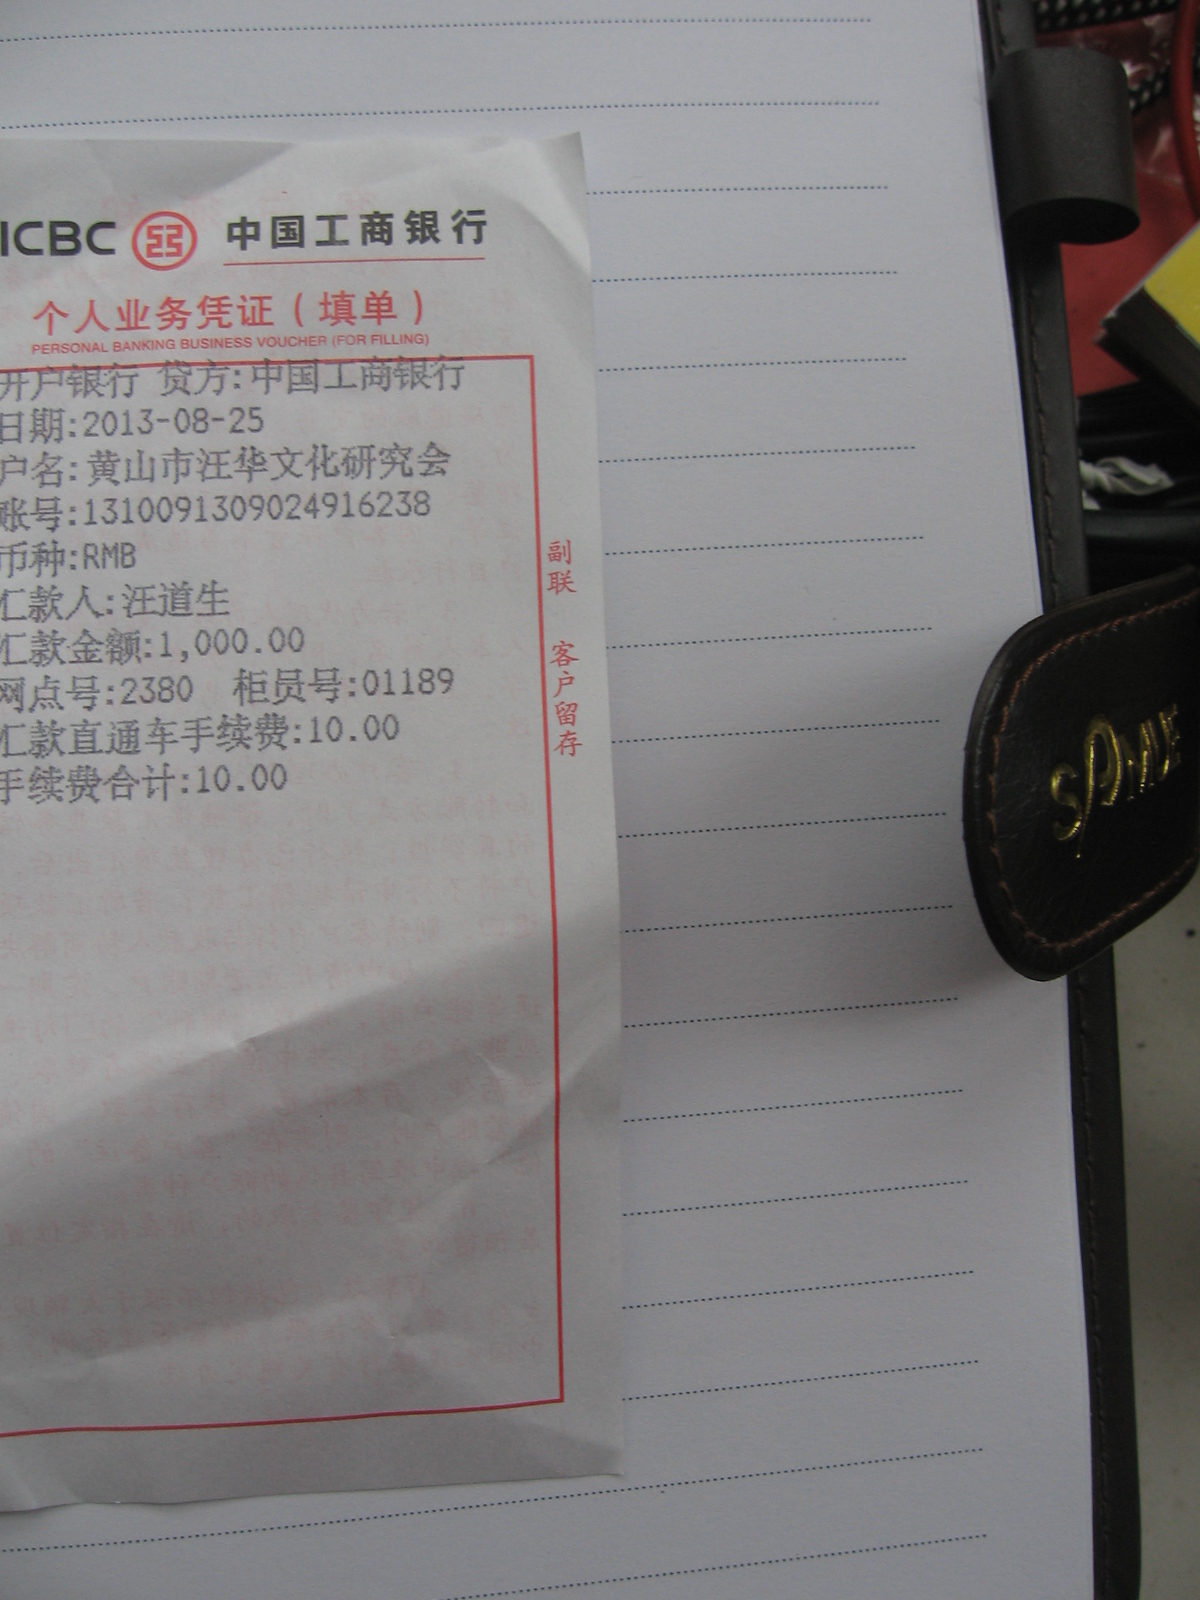 ICBC 中国工商银行
个人业务凭证（填单）
PERSONAL BANKING BUSINESS VOUCHER (FOR FILLING)
开户银行 贷方:中国工商银行
日期:2013-08-25
户名:黄山市汪华文化研究会
账号:1310091309024916238
币种:RMB
汇款人:汪道生
汇款金额:1,000.00
网点号:2380 柜员号:01189
汇款直通车手续费:10.00
手续费合计:10.00
副联 客户留存